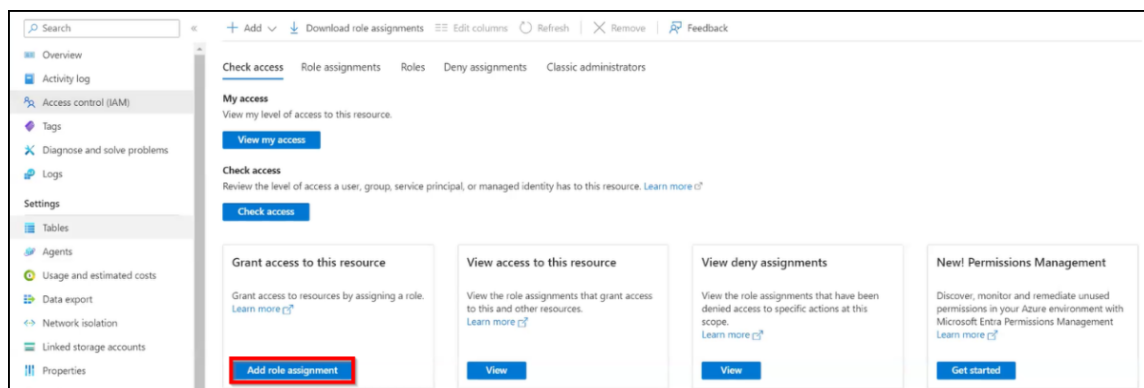 Search
Overview
Activity log
Access control (IAM)
Tags
Diagnose and solve problems
Logs
Settings
Tables
Agents
Usage and estimated costs
Data export
Network isolation
Linked storage accounts
Properties
Add
Download role assignments
Edit columns
Refresh
Remove
Feedback
Check access
Role assignments
Roles
Deny assignments
Classic administrators
My access
View my level of access to this resource.
View my access
Check access
Review the level of access a user, group, service principal, or managed identity has to this resource. Learn more
Check access
Grant access to this resource
Grant access to resources by assigning a role.
Learn more
Add role assignment
View access to this resource
View the role assignments that grant access
to this and other resources.
Learn more
View
View deny assignments
View the role assignments that have been
denied access to specific actions at this
scope.
Learn more
View
New! Permissions Management
Discover, monitor and remediate unused
permissions in your Azure environment with
Microsoft Entra Permissions Management
Learn more
Get started